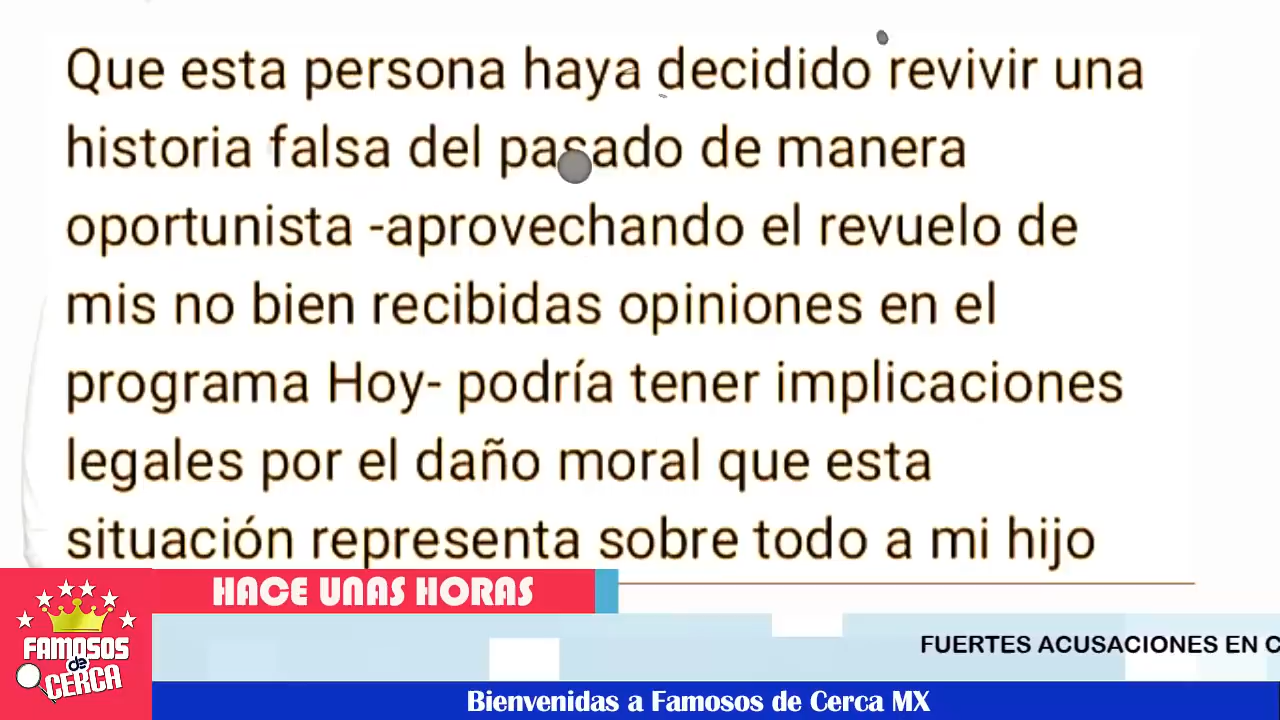 Que esta persona haya decidido revivir una
historia falsa del pasado de manera
oportunista -aprovechando el revuelo de
mis no bien recibidas opiniones en el
programa Hoy- podría tener implicaciones
legales por el daño moral que esta
situación representa sobre todo a mi hijo
HACE UNAS HORAS
FAMOSOS
de
CERCA
FUERTES ACUSACIONES EN C
Bienvenidas a Famosos de Cerca MX